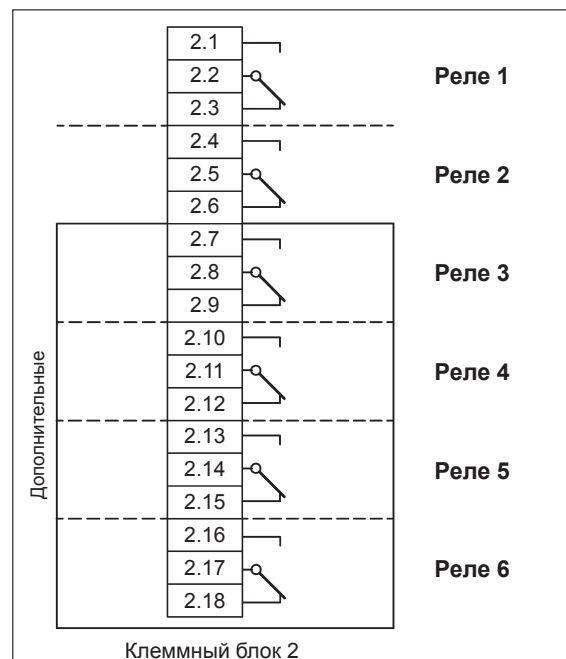 2.1
2.2
Реле 1
2.3
2.4
2.5
Реле 2
2.6
2.7
2.8
Реле 3
2.9
2.10
2.11
Реле 4
2.12
2.13
2.14
Реле 5
2.15
2.16
2.17
Реле 6
2.18
Дополнительные
Клеммный блок 2